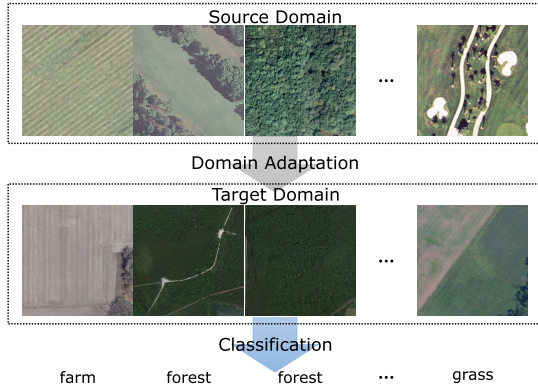 Source Domain
...
Domain Adaptation
Target Domain
...
Classification
farm forest forest ... grass